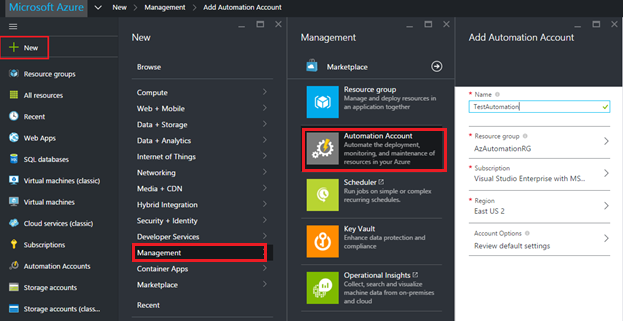 Microsoft Azure New > Management > Add Automation Account
New
Resource groups
All resources
Recent
Web Apps
SQL databases
Virtual machines (classic)
Virtual machines
Cloud services (classic)
Subscriptions
Automation Accounts
Storage accounts
Storage accounts (class...
New
Browse
Compute
Web + Mobile
Data + Storage
Data + Analytics
Internet of Things
Networking
Media + CDN
Hybrid Integration
Security + Identity
Developer Services
Management
Container Apps
Marketplace
Recent
Management
Marketplace
Resource group
Manage and deploy resources in
an application together
Automation Account
Automate the deployment,
monitoring, and maintenance of
resources in your Azure
Scheduler
Run jobs on simple or complex
recurring schedules.
Key Vault
Enhance data protection and
compliance
Operational Insights
Collect, search and visualize
machine data from on-premises
and cloud
Add Automation Account
* Name
TestAutomation
* Resource group
AzAutomationRG
* Subscription
Visual Studio Enterprise with MS...
* Region
East US 2
Account Options
Review default settings